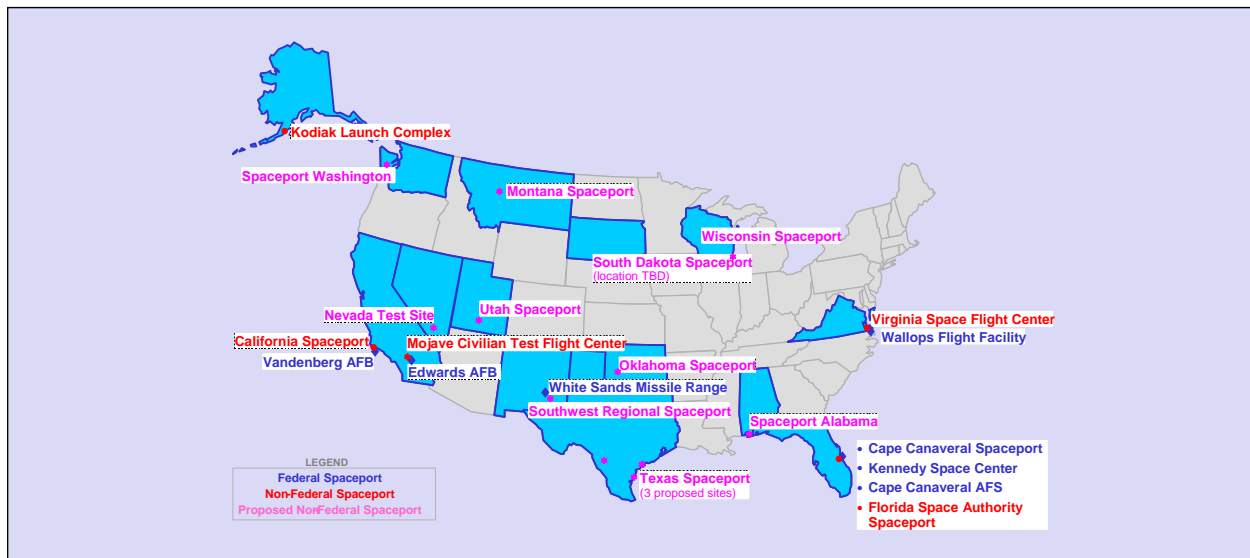 Kodiak Launch Complex
Spaceport Washington
Montana Spaceport
Wisconsin Spaceport
South Dakota Spaceport
(location TBD)
Utah Spaceport
Nevada Test Site
Virginia Space Flight Center
Wallops Flight Facility
California Spaceport
Mojave Civilian Test Flight Center
Vandenberg AFB
Edwards AFB
Oklahoma Spaceport
White Sands Missile Range
Southwest Regional Spaceport
Spaceport Alabama
• Cape Canaveral Spaceport
• Kennedy Space Center
• Cape Canaveral AFS
• Florida Space Authority
Spaceport
Texas Spaceport
(3 proposed sites)
LEGEND
Federal Spaceport
Non-Federal Spaceport
Proposed Non-Federal Spaceport